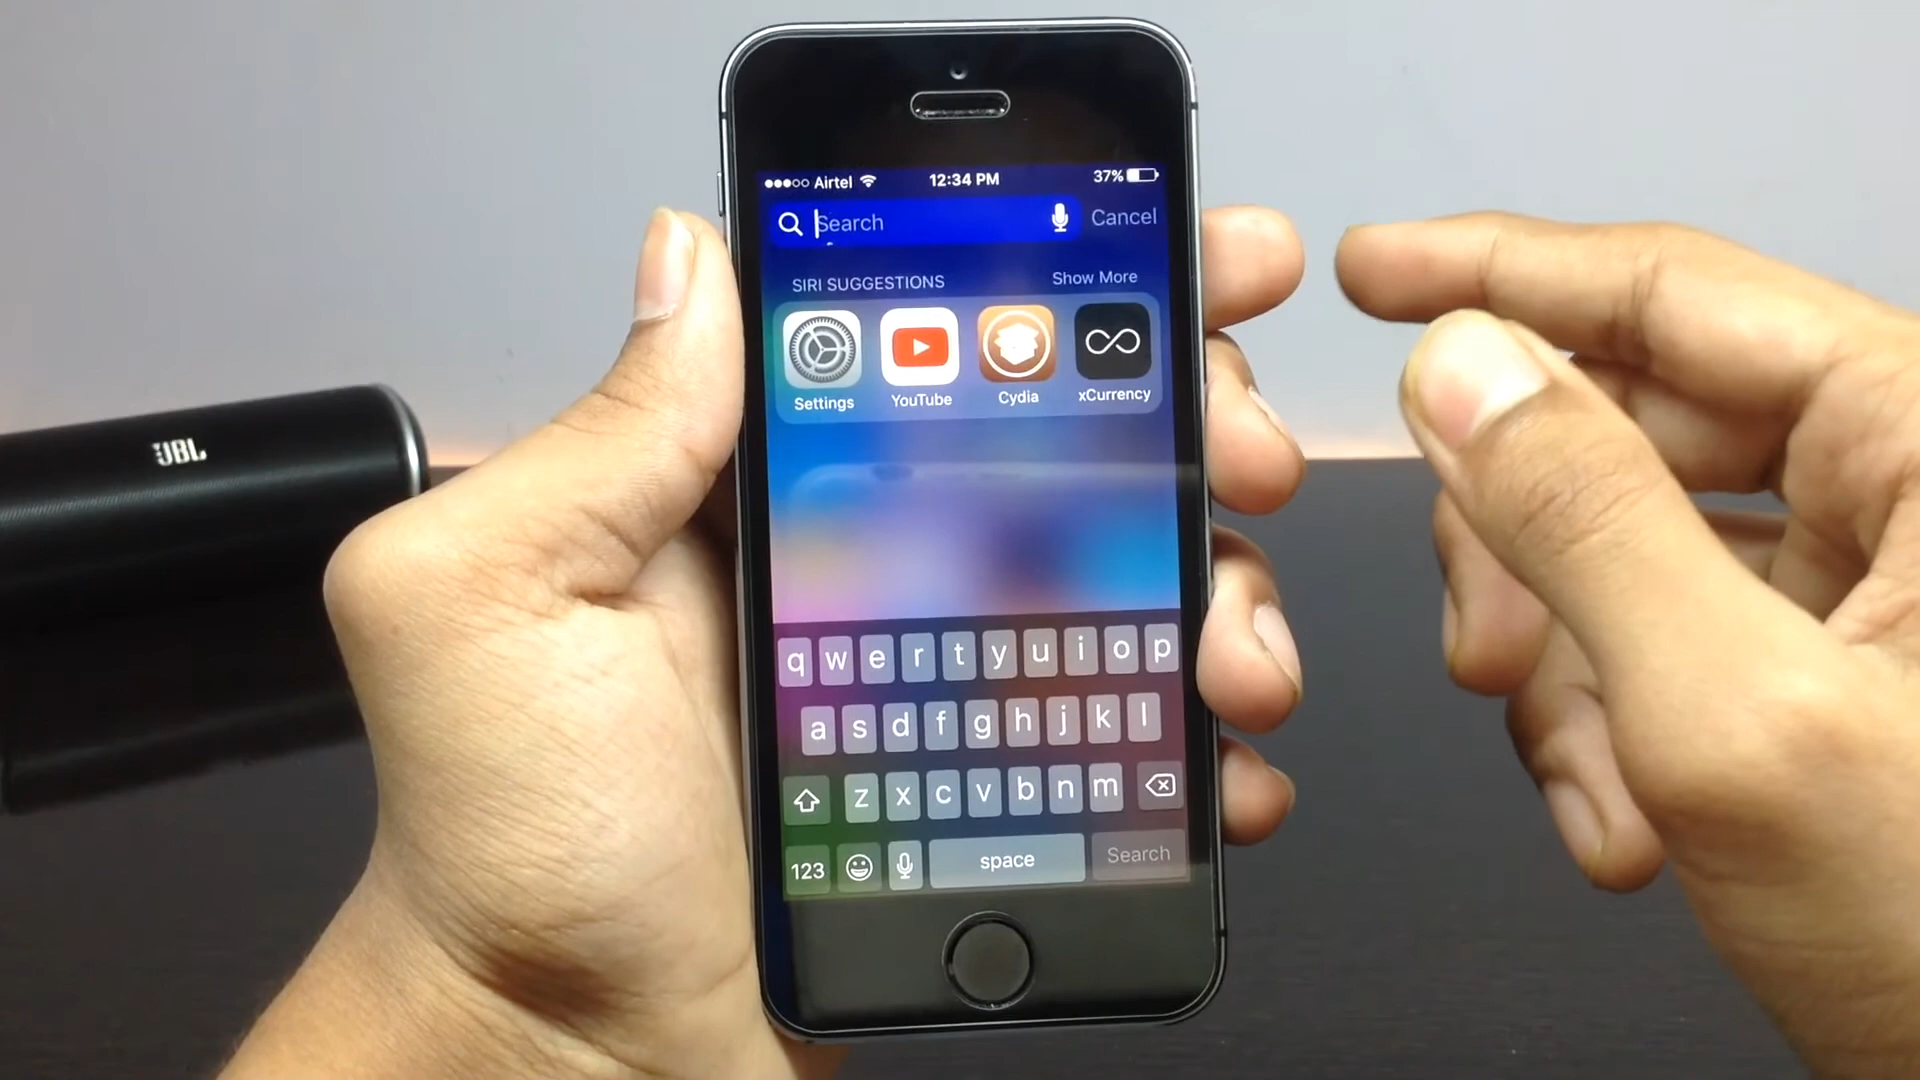 Airtel 12:34 PM 37%
Search Cancel
SIRI SUGGESTIONS Show More
Settings YouTube Cydia xCurrency
JBL
q w e r t y u i o p
a s d f g h j k l
z x c v b n m
123 space Search